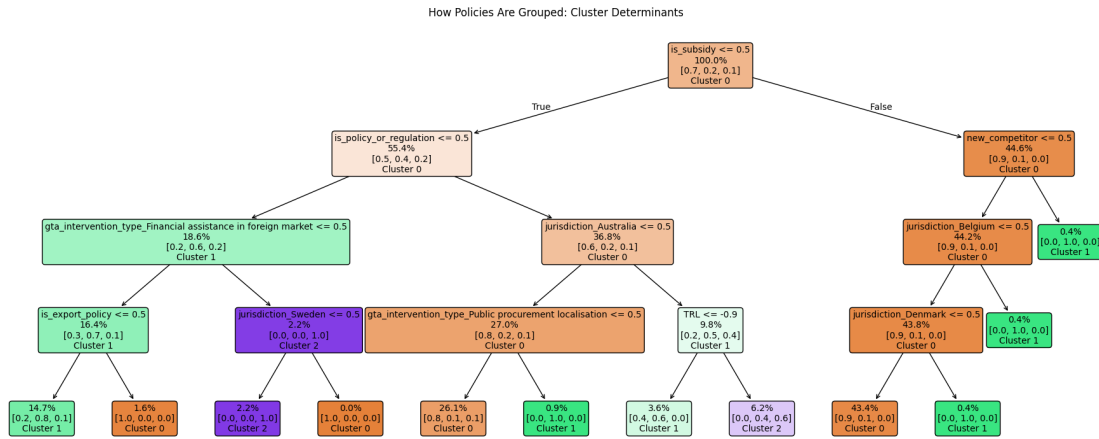 How Policies Are Grouped: Cluster Determinants
is_subsidy <= 0.5
100.0%
[0.7, 0.2, 0.1]
Cluster 0
True
False
is_policy_or_regulation <= 0.5
55.4%
[0.5, 0.4, 0.2]
Cluster 0
new_competitor <= 0.5
44.6%
[0.9, 0.1, 0.0]
Cluster 0
gta_intervention_type_Financial assistance in foreign market <= 0.5
18.6%
[0.2, 0.6, 0.2]
Cluster 1
jurisdiction_Australia <= 0.5
36.8%
[0.6, 0.2, 0.1]
Cluster 0
jurisdiction_Belgium <= 0.5
44.2%
[0.9, 0.1, 0.0]
Cluster 0
0.4%
[0.0, 1.0, 0.0]
Cluster 1
is_export_policy <= 0.5
16.4%
[0.3, 0.7, 0.1]
Cluster 1
jurisdiction_Sweden <= 0.5
2.2%
[0.0, 0.0, 1.0]
Cluster 2
gta_intervention_type_Public procurement localisation <= 0.5
27.0%
[0.8, 0.2, 0.1]
Cluster 0
TRL <= -0.9
9.8%
[0.2, 0.5, 0.4]
Cluster 1
jurisdiction_Denmark <= 0.5
43.8%
[0.9, 0.1, 0.0]
Cluster 0
0.4%
[0.0, 1.0, 0.0]
Cluster 1
14.7%
[0.2, 0.8, 0.1]
Cluster 1
1.6%
[1.0, 0.0, 0.0]
Cluster 0
2.2%
[0.0, 0.0, 1.0]
Cluster 2
0.0%
[1.0, 0.0, 0.0]
Cluster 0
26.1%
[0.8, 0.1, 0.1]
Cluster 0
0.9%
[0.0, 1.0, 0.0]
Cluster 1
3.6%
[0.4, 0.6, 0.0]
Cluster 1
6.2%
[0.0, 0.4, 0.6]
Cluster 2
43.4%
[0.9, 0.1, 0.0]
Cluster 0
0.4%
[0.0, 1.0, 0.0]
Cluster 1